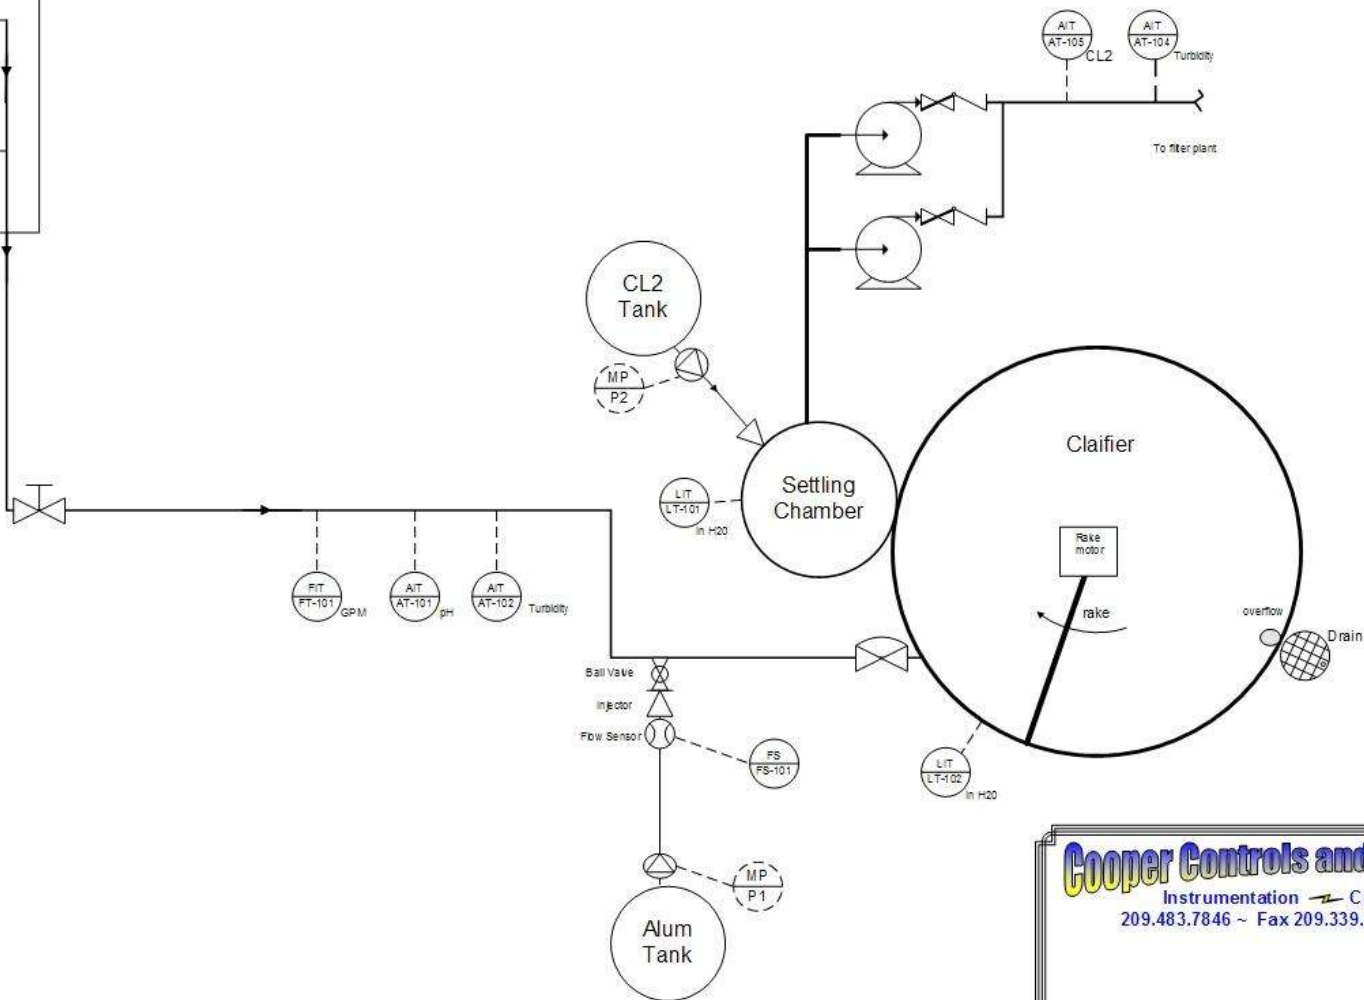 AIT
AT-105
CL2
AIT
AT-104
Turbidity
To filter plant
CL2
Tank
MP
P2
Claifier
Settling
Chamber
LIT
LT-101
In H20
Rake
motor
rake
overflow
Drain
FIT
FT-101
GPM
AIT
AT-101
pH
AIT
AT-102
Turbidity
Ball Valve
Injector
Flow Sensor
FS
FS-101
LIT
LT-102
In H20
MP
P1
Alum
Tank
Cooper Controls and
Instrumentation C
209.483.7846 ~ Fax 209.339.